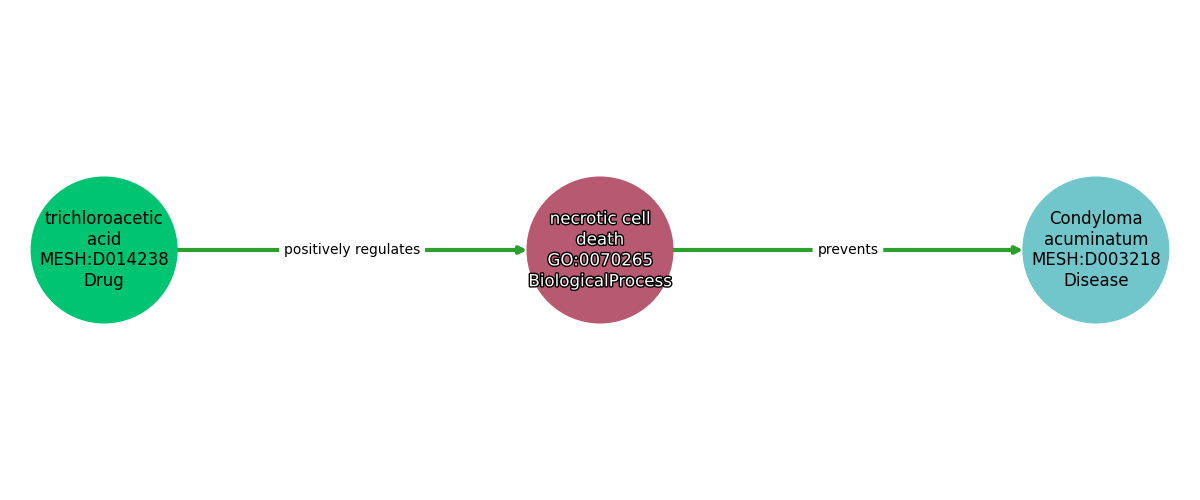 trichloroacetic
acid
MESH:D014238
Drug
positively regulates
necrotic cell
death
GO:0070265
BiologicalProcess
prevents
Condyloma
acuminatum
MESH:D003218
Disease